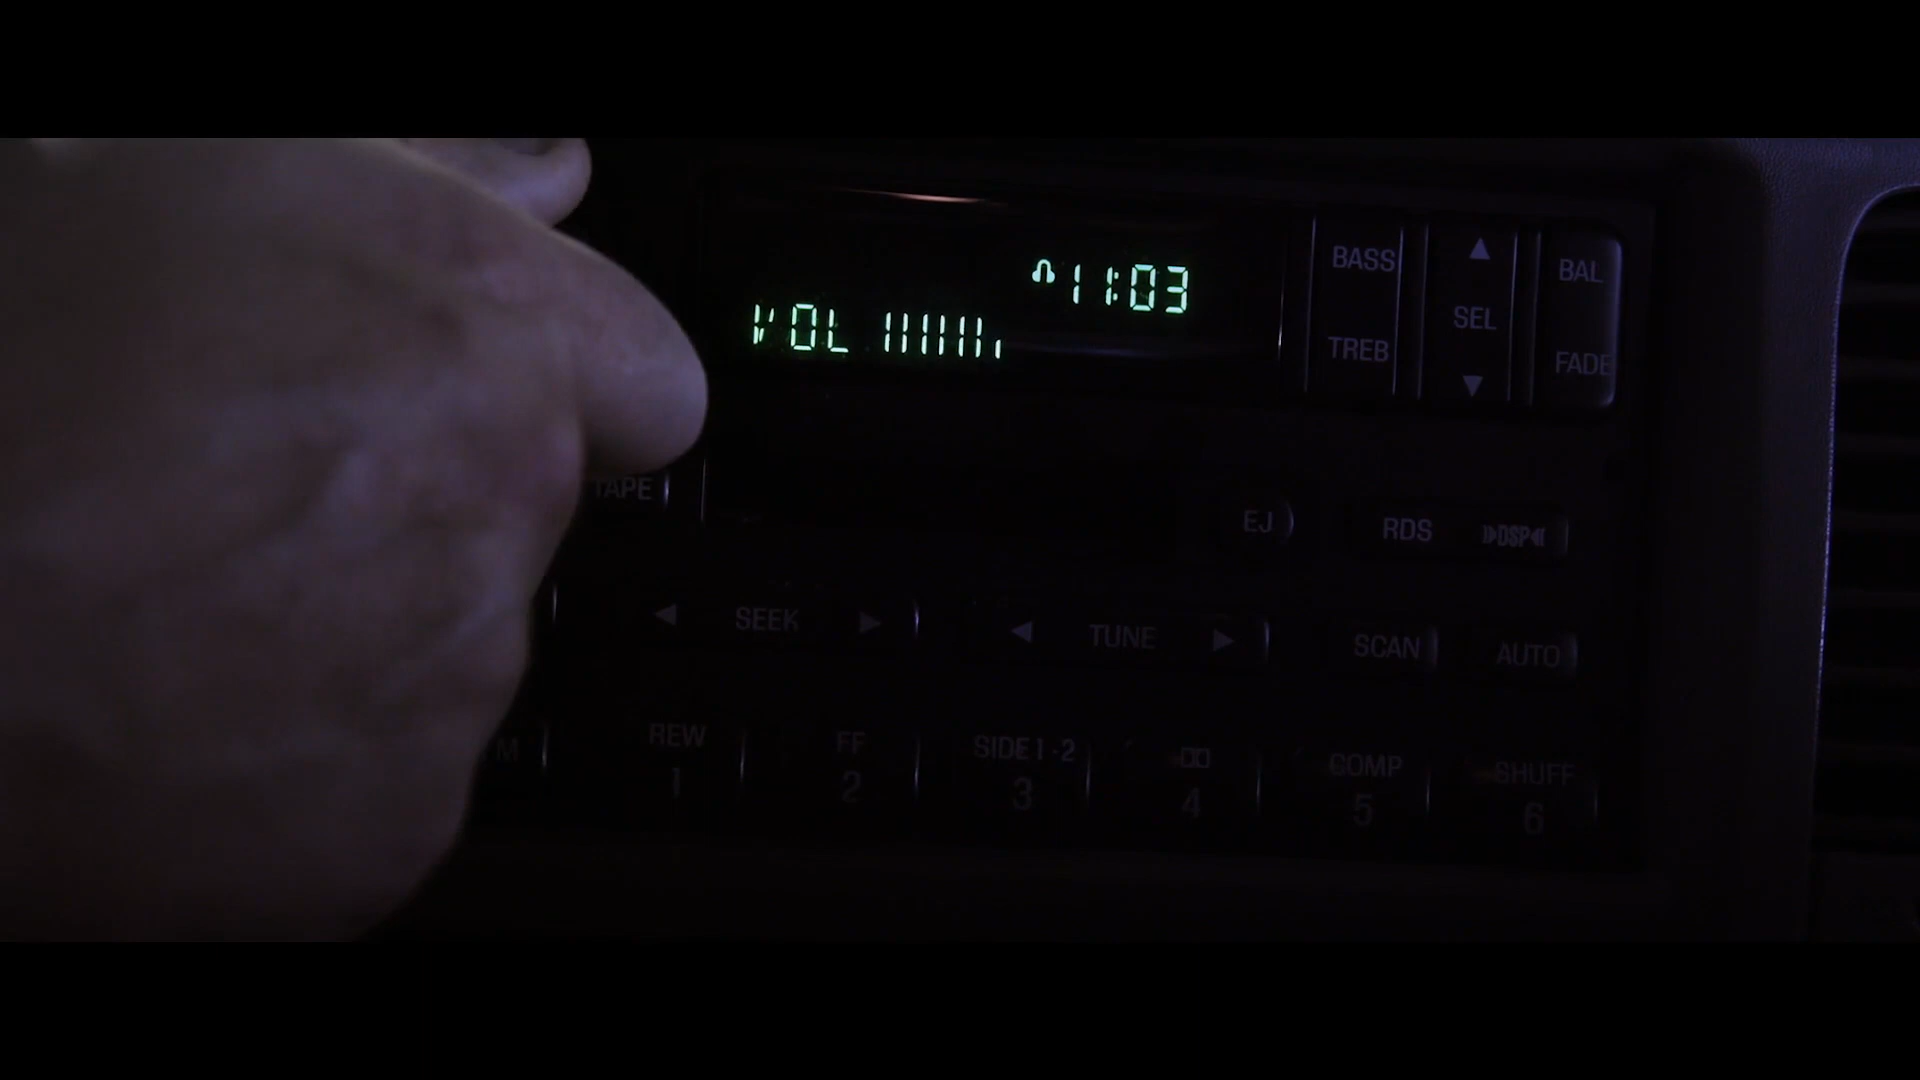 11:03
VOL
BASS
SEL
BAL
TREB
FADE
TAPE
EJ
RDS
DSP
SEEK
TUNE
SCAN
AUTO
M
REW
FF
SIDE 1-2
COMP
SHUFF
1
2
3
4
5
6